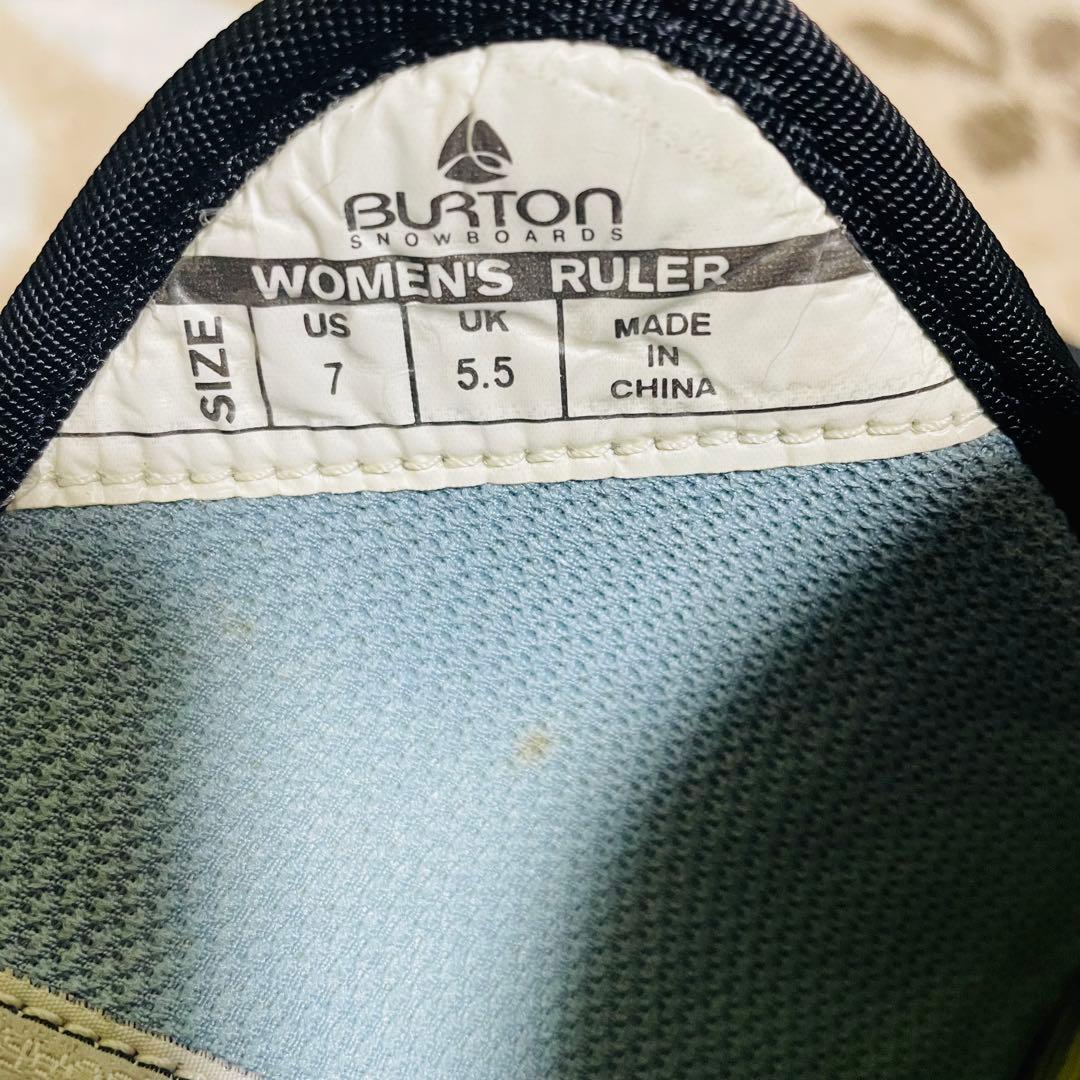 BURTON
SNOWBOARDS
WOMEN'S RULER
SIZE
US
7
UK
5.5
MADE
IN
CHINA